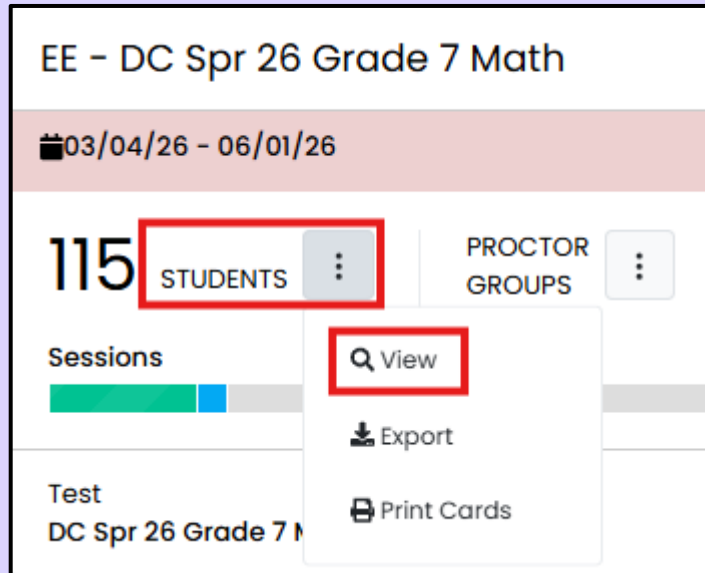 EE - DC Spr 26 Grade 7 Math
03/04/26 - 06/01/26
115 STUDENTS
PROCTOR
GROUPS
Sessions
View
Export
Print Cards
Test
DC Spr 26 Grade 7